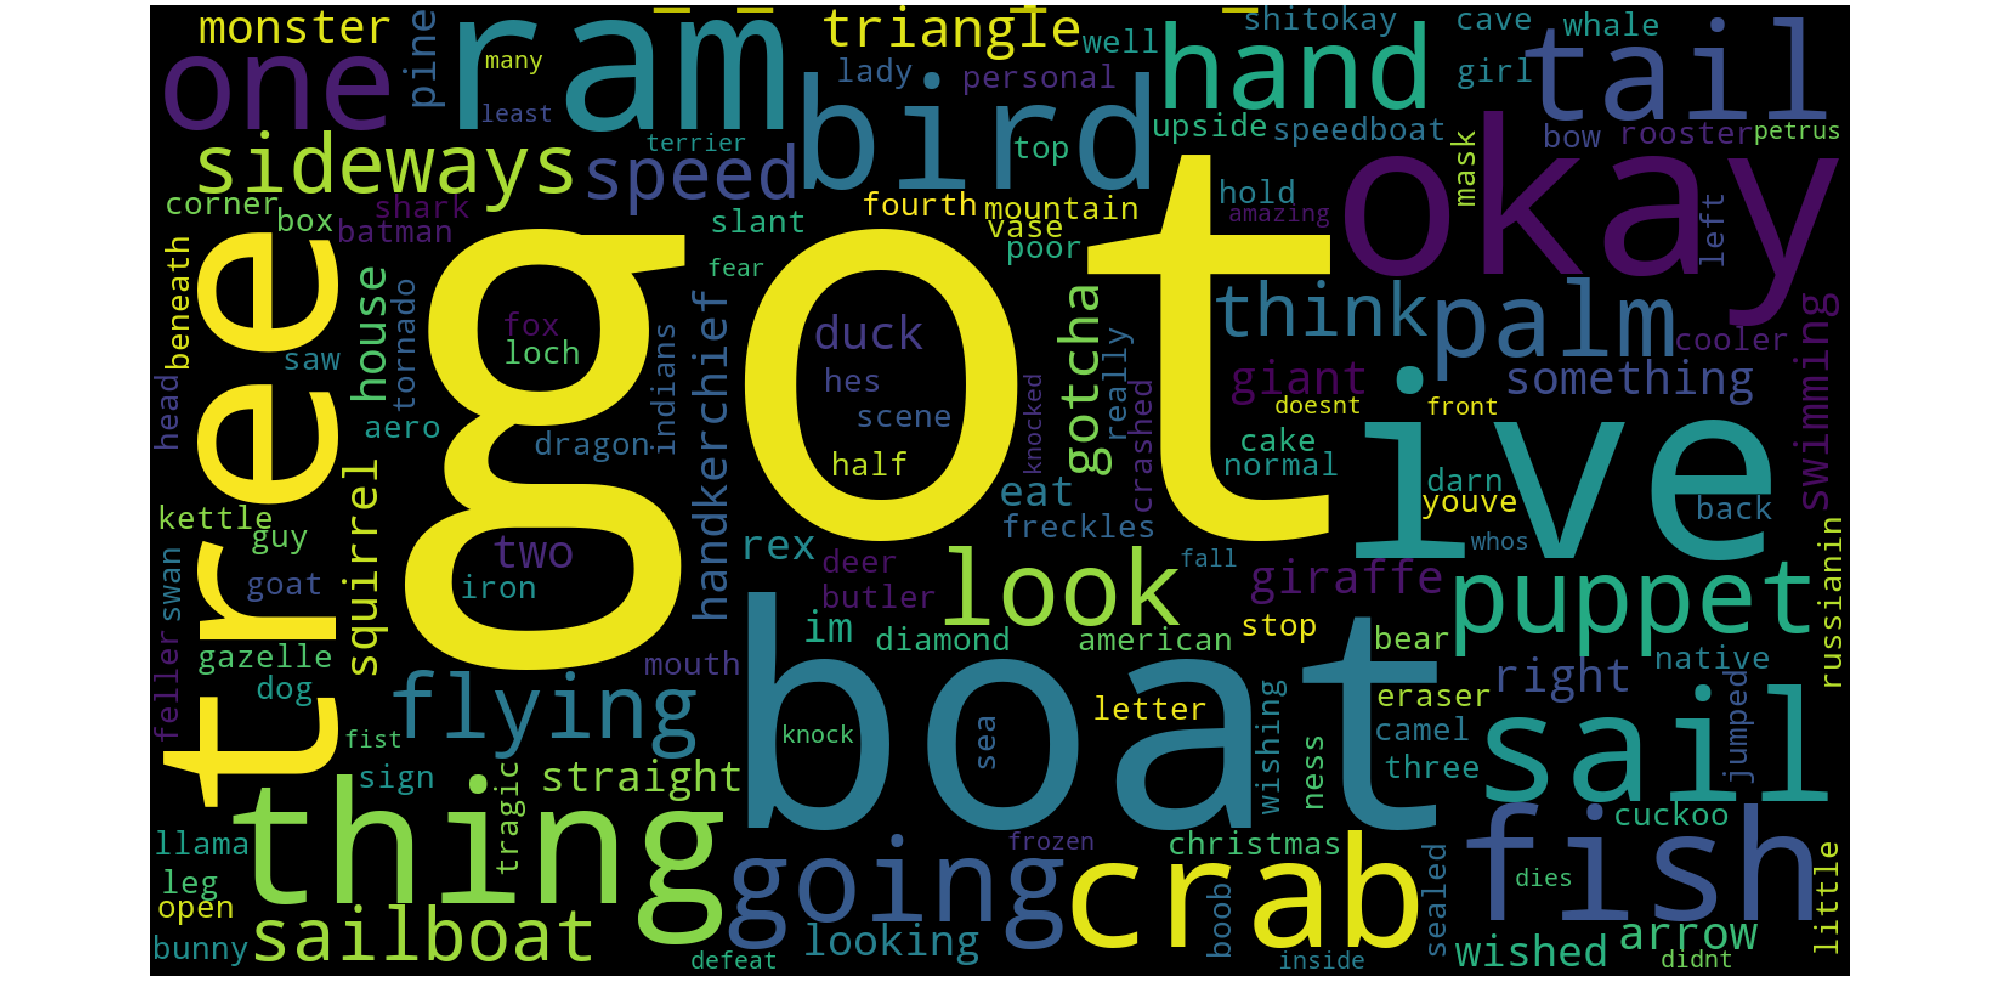 monster
pine
ram
many
least
triangle
well
shitokay
cave
whale
one
lady
personal
hand
girl
tail
bird
terrier
top
upside
speedboat
bow
rooster
petrus
sideways
speed
mask
okay
corner
box
shark
batman
slant
fourth
mountain
vase
poor
hold
amazing
left
beneath
tree
house
tornado
fear
got
handkerchief
gotcha
think
palm
cooler
swimming
saw
fox
loch
indians
duck
hes
scene
half
knocked
really
crashed
giant
something
doesnt
front
head
aero
dragon
ive
cake
normal
darn
youve
back
squirrel
kettle
guy
two
iron
eat
freckles
rex
deer
butler
look
fall
whos
giraffe
puppet
russianin
swan
goat
im
diamond
american
stop
bear
feller
gazelle
dog
flying
mouth
boat
letter
wishing
ness
right
native
eraser
camel
three
sail
jumped
fist
sign
tragic
straight
knock
sea
thing
going
frozen
christmas
crab
boob
sealed
fish
cuckoo
dies
little
llama
leg
open
bunny
sailboat
defeat
looking
inside
wished
arrow
didnt